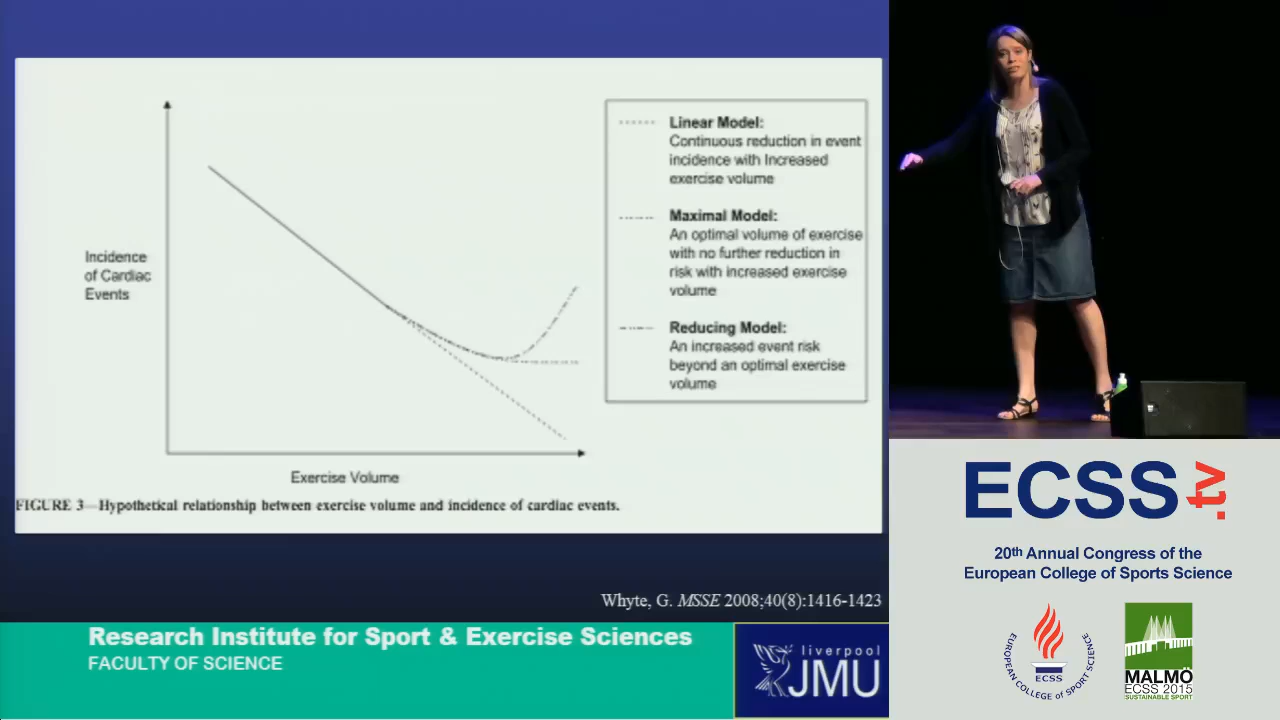 Linear Model:
Continuous reduction in event
incidence with Increased
exercise volume
Maximal Model:
An optimal volume of exercise
with no further reduction in
risk with increased exercise
volume
Reducing Model:
An increased event risk
beyond an optimal exercise
volume
Incidence
of Cardiac
Events
Exercise Volume
FIGURE 3—Hypothetical relationship between exercise volume and incidence of cardiac events.
Whyte, G. MSSE 2008;40(8):1416-1423
Research Institute for Sport & Exercise Sciences
FACULTY OF SCIENCE
liverpool
JMU
ECSS .tv
20th Annual Congress of the
European College of Sports Science
EUROPEAN COLLEGE of SPORT SCIENCE
ECSS
MALMÖ
ECSS 2015
SUSTAINABLE SPORT